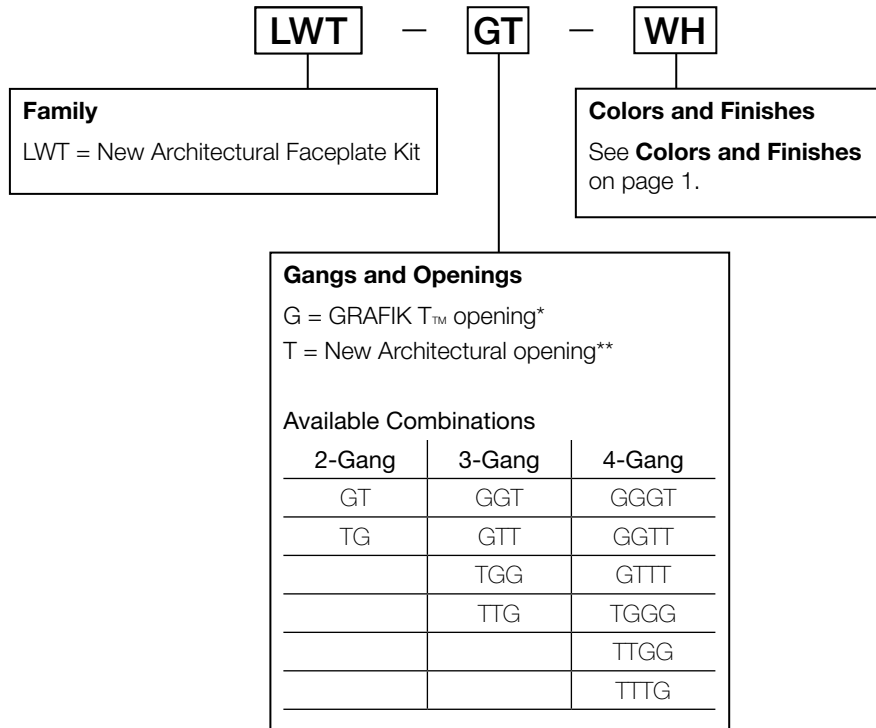 LWT – GT – WH
Family
LWT = New Architectural Faceplate Kit
Colors and Finishes
See Colors and Finishes
on page 1.
Gangs and Openings
G = GRAFIK T™ opening*
T = New Architectural opening**
Available Combinations
2-Gang 3-Gang 4-Gang
GT GGT GGGT
TG GTT GGTT
TGG GTTT
TTG TGGG
TTGG
TTTG